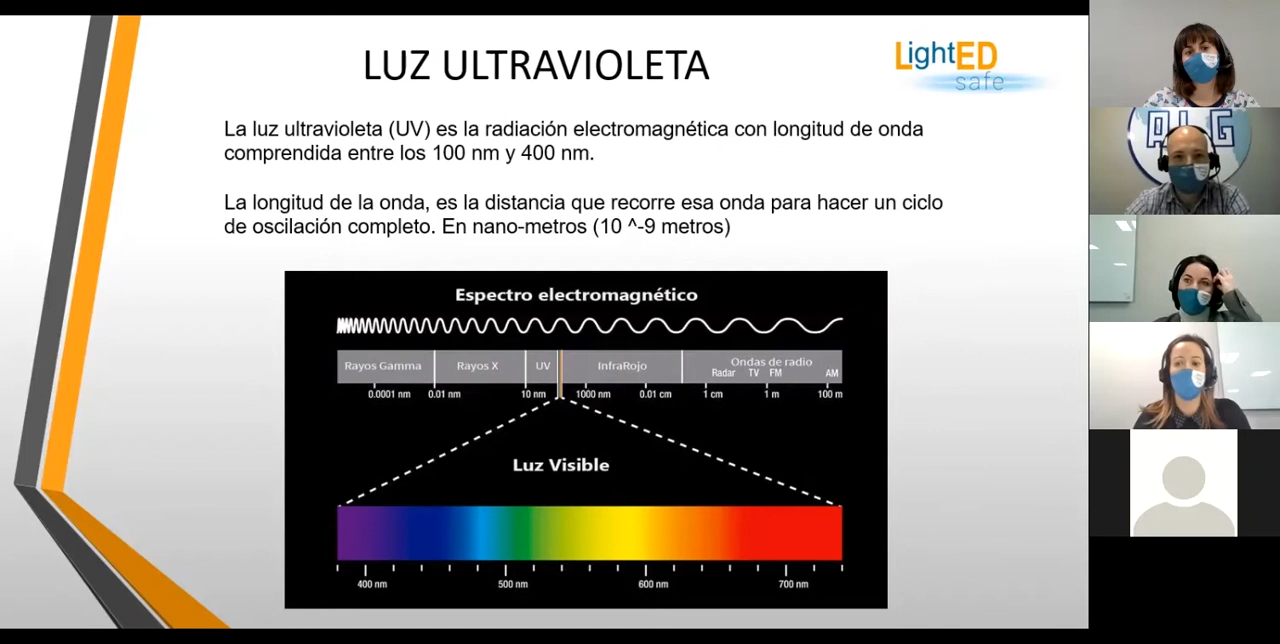 LUZ ULTRAVIOLETA
LightED
safe
La luz ultravioleta (UV) es la radiación electromagnética con longitud de onda
comprendida entre los 100 nm y 400 nm.
La longitud de la onda, es la distancia que recorre esa onda para hacer un ciclo
de oscilación completo. En nano-metros (10 ^-9 metros)
Espectro electromagnético
Rayos Gamma Rayos X UV InfraRojo Ondas de radio
Radar TV FM AM
0.0001 nm 0.01 nm 10 nm 1000 nm 0.01 cm 1 cm 1 m 100 m
Luz Visible
400 nm 500 nm 600 nm 700 nm
ALG